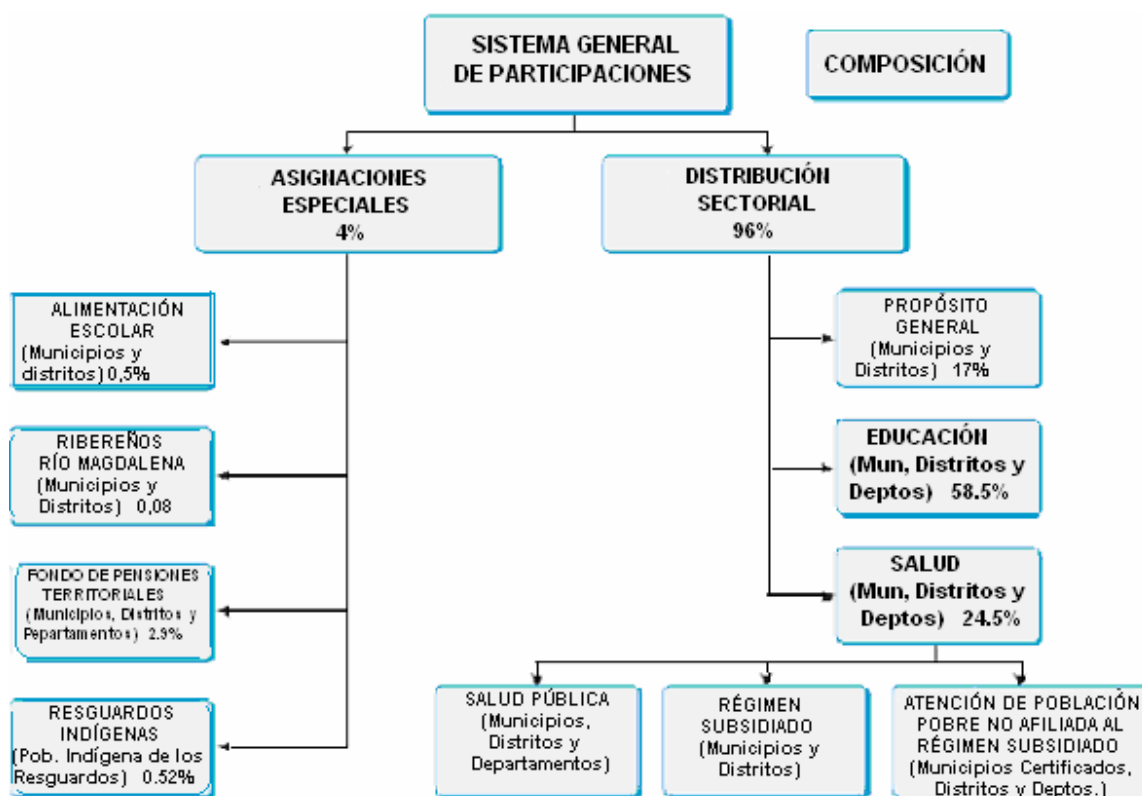 SISTEMA GENERAL
DE PARTICIPACIONES
COMPOSICIÓN
ASIGNACIONES
ESPECIALES
4%
DISTRIBUCIÓN
SECTORIAL
96%
ALIMENTACIÓN
ESCOLAR
(Municipios y
distritos) 0,5%
RIBEREÑOS
RÍO MAGDALENA
(Municipios y
Distritos) 0,08
FONDO DE PENSIONES
TERRITORIALES
(Municipios, Distritos y
Pepartamentos) 2.9%
RESGUARDOS
INDÍGENAS
(Pob. Indígena de los
Resguardos) 0.52%
PROPÓSITO
GENERAL
(Municipios y
Distritos) 17%
EDUCACIÓN
(Mun, Distritos y
Deptos) 58.5%
SALUD
(Mun, Distritos y
Deptos) 24.5%
SALUD PÚBLICA
(Municipios,
Distritos y
Departamentos)
RÉGIMEN
SUBSIDIADO
(Municipios y
Distritos)
ATENCIÓN DE POBLACIÓN
POBRE NO AFILIADA AL
RÉGIMEN SUBSIDIADO
(Municipios Certificados,
Distritos y Deptos.)